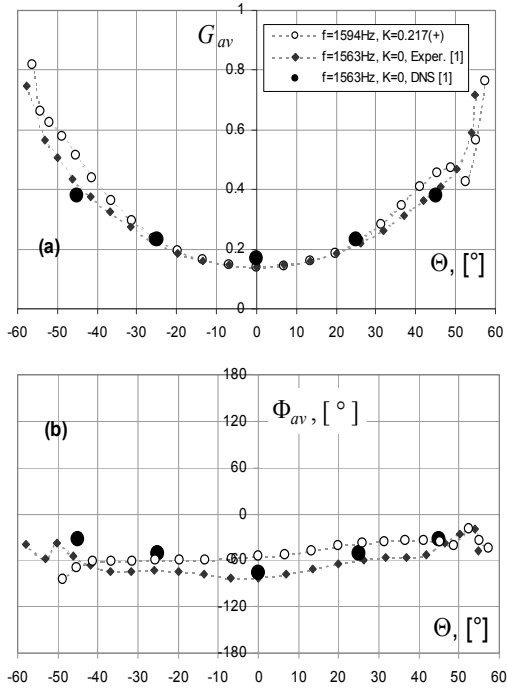 G_av
f=1594Hz, K=0.217(+)
f=1563Hz, K=0, Exper. [1]
f=1563Hz, K=0, DNS [1]
1
0.8
0.6
0.4
0.2
0
(a)
Θ, [°]
-60 -50 -40 -30 -20 -10 0 10 20 30 40 50 60
180
120
60
0
-60
-120
-180
(b)
Φ_av, [°]
Θ, [°]
-60 -50 -40 -30 -20 -10 0 10 20 30 40 50 60